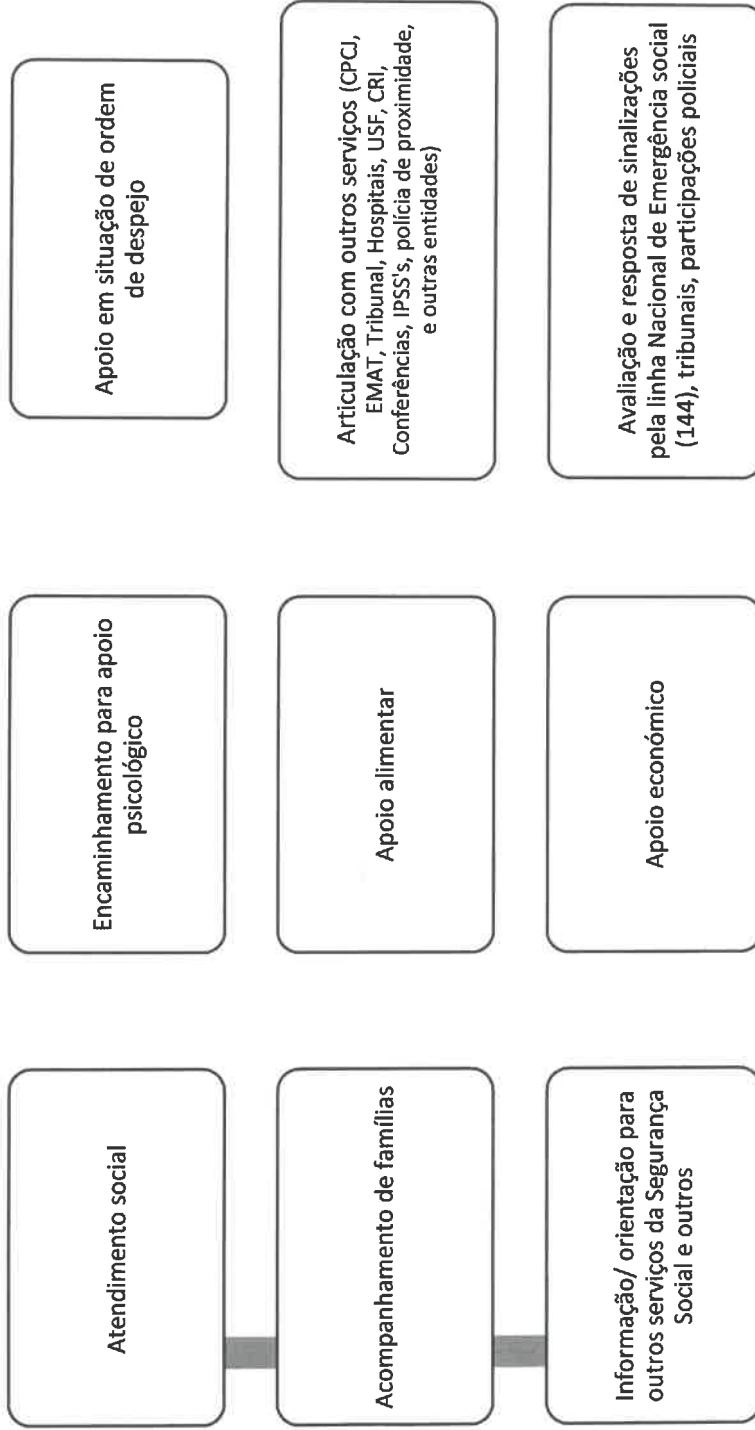 Atendimento social
Acompanhamento de famílias
Informação/ orientação para
outros serviços da Segurança
Social e outros
Encaminhamento para apoio
psicológico
Apoio alimentar
Apoio económico
Apoio em situação de ordem
de despejo
Articulação com outros serviços (CPCJ,
EMAT, Tribunal, Hospitais, USF, CRI,
Conferências, IPSS's, polícia de proximidade,
e outras entidades)
Avaliação e resposta de sinalizações
pela linha Nacional de Emergência social
(144), tribunais, participações policiais